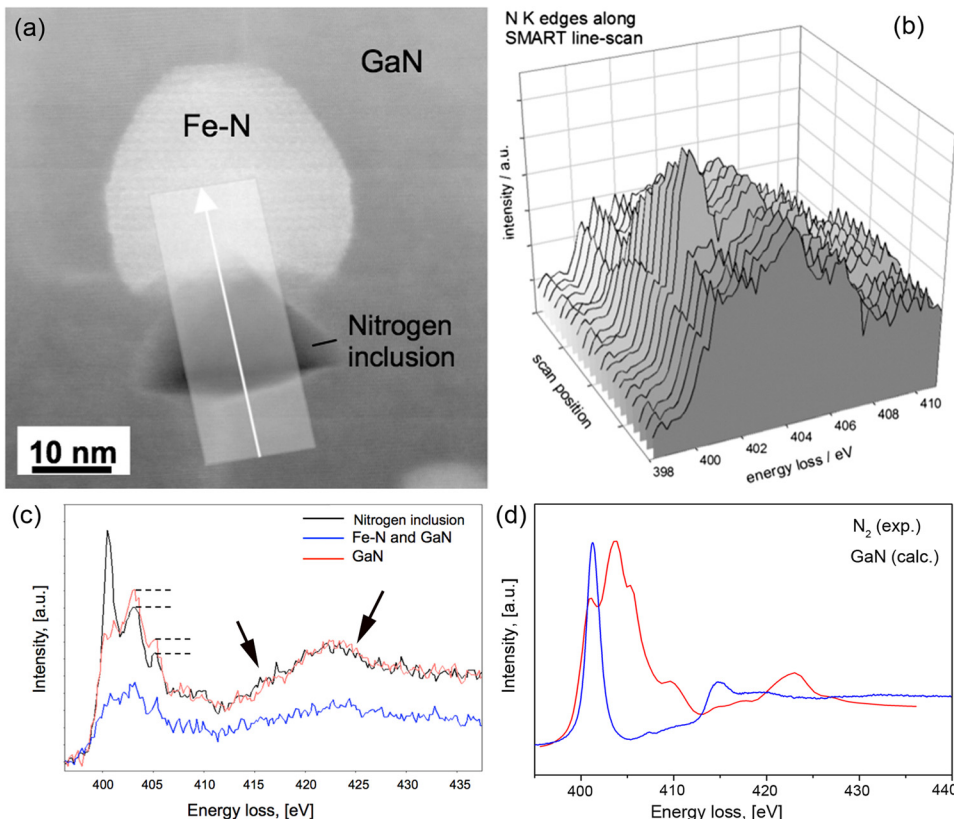 (a)
GaN
Fe-N
Nitrogen
inclusion
10 nm
N K edges along
SMART line-scan
(b)
intensity / a.u.
scan position
398
400
402
404
406
408
410
energy loss / eV
(c)
Nitrogen inclusion
Fe-N and GaN
GaN
Intensity, [a.u.]
400 405 410 415 420 425 430 435
Energy loss, [eV]
(d)
N₂ (exp.)
GaN (calc.)
Intensity, [a.u.]
400 410 420 430 440
Energy loss, [eV]